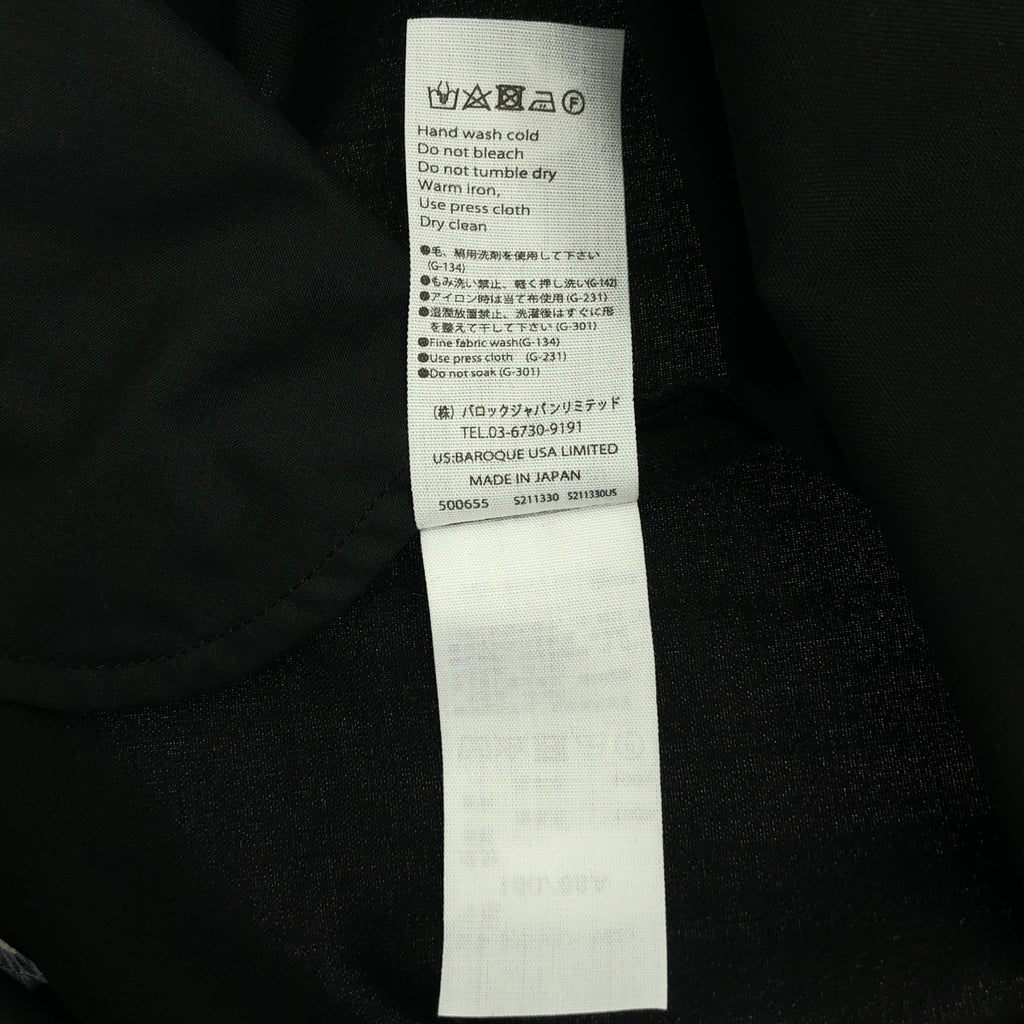 Hand wash cold
Do not bleach
Do not tumble dry
Warm iron,
Use press cloth
Dry clean
●毛、絹用洗剤を使用して下さい
(G-134)
●もみ洗い禁止、軽く押し洗い(G-142)
●アイロン時は当て布使用(G-231)
●湿潤放置禁止、洗濯後はすぐに形
を整えて干して下さい(G-301)
●Fine fabric wash(G-134)
●Use press cloth (G-231)
●Do not soak (G-301)
(株)バロックジャパンリミテッド
TEL.03-6730-9191
US:BAROQUE USA LIMITED
MADE IN JAPAN
500655 S211330 S211330US